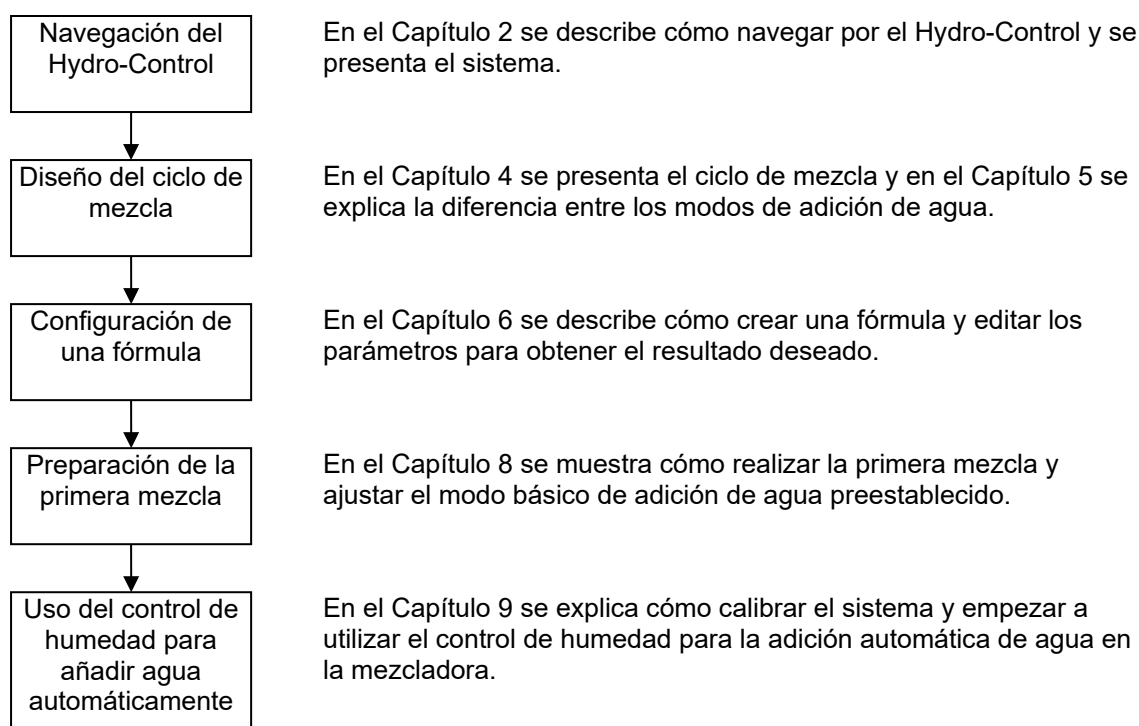 Navegación del
Hydro-Control
En el Capítulo 2 se describe cómo navegar por el Hydro-Control y se
presenta el sistema.
Diseño del ciclo de
mezcla
En el Capítulo 4 se presenta el ciclo de mezcla y en el Capítulo 5 se
explica la diferencia entre los modos de adición de agua.
Configuración de
una fórmula
En el Capítulo 6 se describe cómo crear una fórmula y editar los
parámetros para obtener el resultado deseado.
Preparación de la
primera mezcla
En el Capítulo 8 se muestra cómo realizar la primera mezcla y
ajustar el modo básico de adición de agua preestablecido.
Uso del control de
humedad para
añadir agua
automáticamente
En el Capítulo 9 se explica cómo calibrar el sistema y empezar a
utilizar el control de humedad para la adición automática de agua en
la mezcladora.